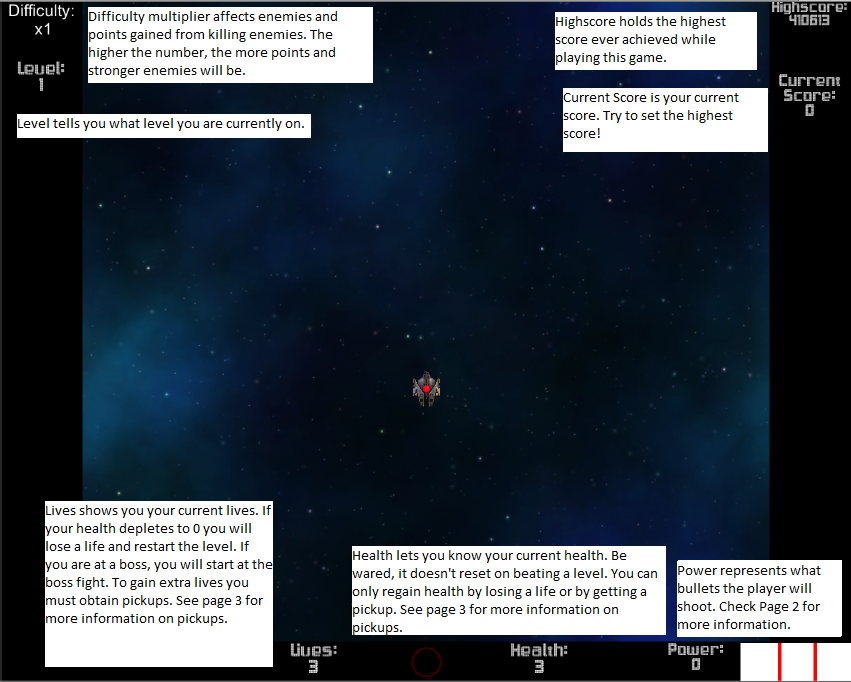 Difficulty:
x1
Level:
1
Difficulty multiplier affects enemies and
points gained from killing enemies. The
higher the number, the more points and
stronger enemies will be.
Level tells you what level you are currently on.
Highscore holds the highest
score ever achieved while
playing this game.
Highscore:
410613
Current Score is your current
score. Try to set the highest
score!
Current
Score:
0
Lives shows you your current lives. If
your health depletes to 0 you will
lose a life and restart the level. If
you are at a boss, you will start at the
boss fight. To gain extra lives you
must obtain pickups. See page 3 for
more information on pickups.
Health lets you know your current health. Be
wared, it doesn't reset on beating a level. You can
only regain health by losing a life or by getting a
pickup. See page 3 for more information on
pickups.
Power represents what
bullets the player will
shoot. Check Page 2 for
more information.
Lives:
3
Health:
3
Power:
0